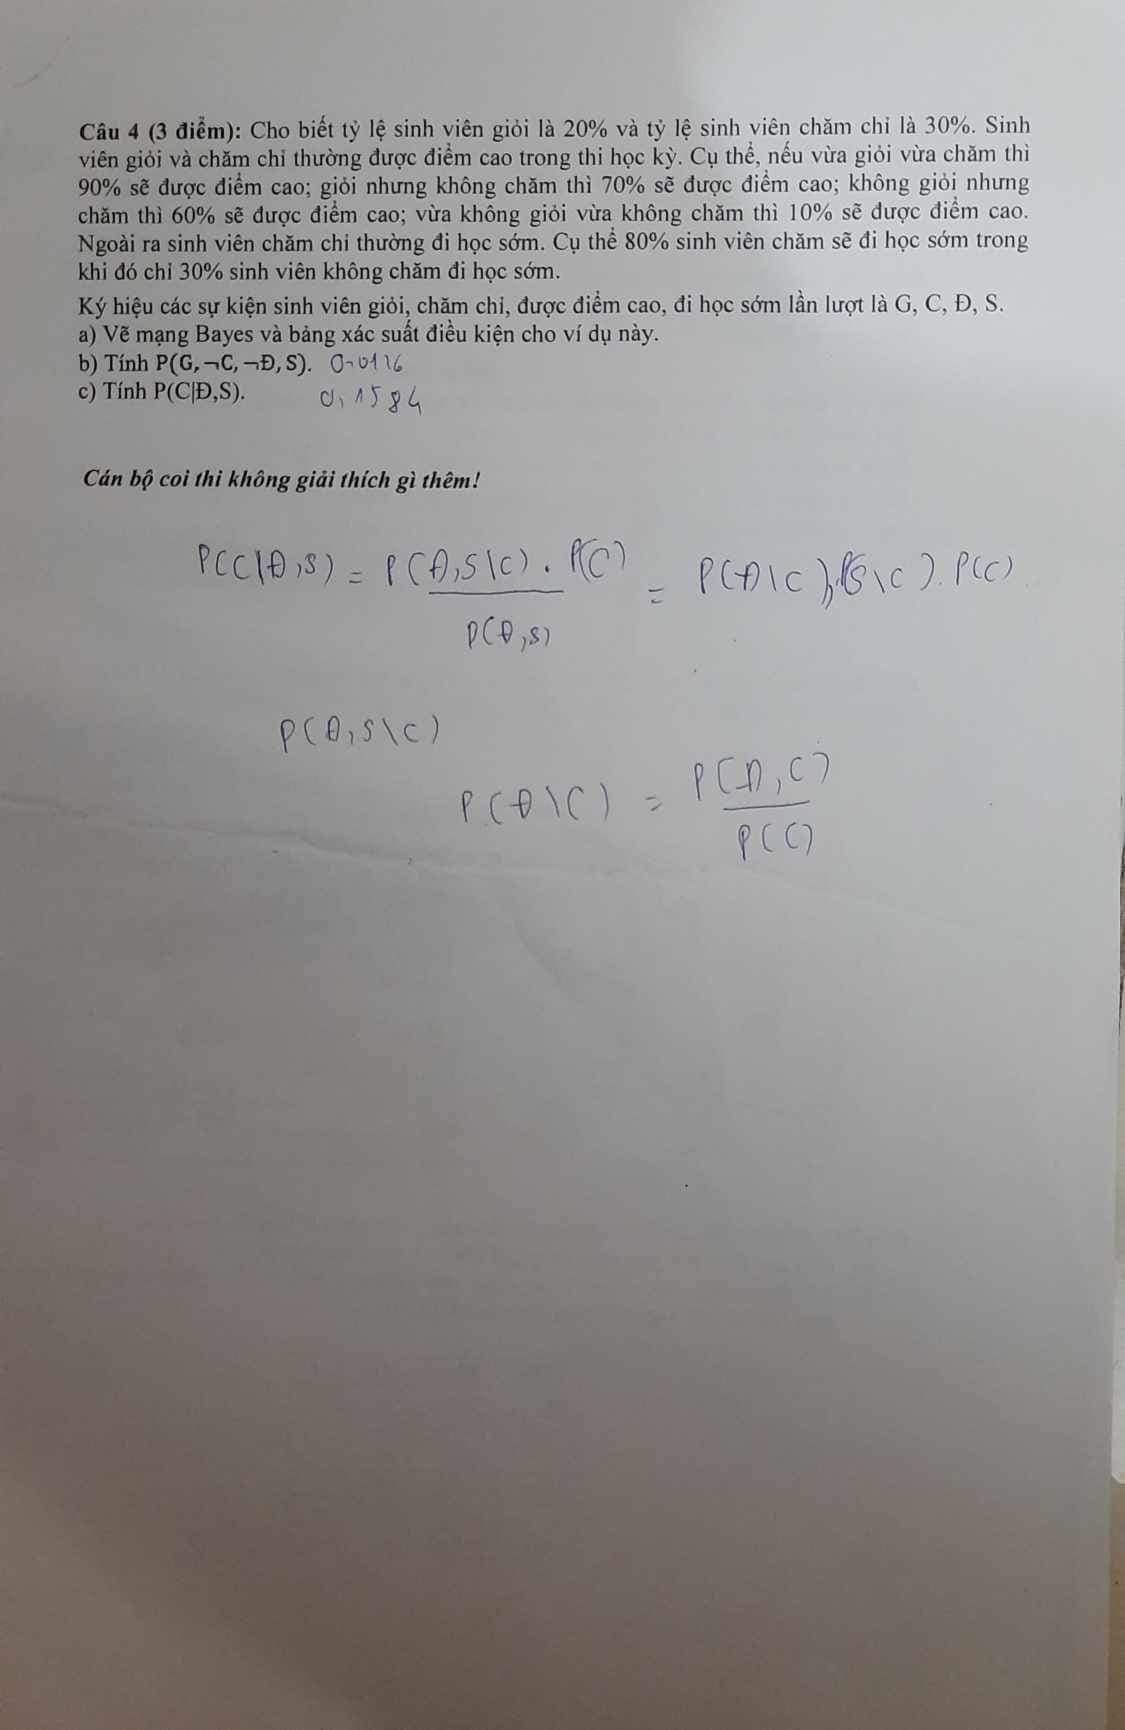 Câu 4 (3 điểm): Cho biết tỷ lệ sinh viên giỏi là 20% và tỷ lệ sinh viên chăm chỉ là 30%. Sinh
viên giỏi và chăm chỉ thường được điểm cao trong thi học kỳ. Cụ thể, nếu vừa giỏi vừa chăm thì
90% sẽ được điểm cao; giỏi nhưng không chăm thì 70% sẽ được điểm cao; không giỏi nhưng
chăm thì 60% sẽ được điểm cao; vừa không giỏi vừa không chăm thì 10% sẽ được điểm cao.
Ngoài ra sinh viên chăm chỉ thường đi học sớm. Cụ thể 80% sinh viên chăm sẽ đi học sớm trong
khi đó chỉ 30% sinh viên không chăm đi học sớm.
Ký hiệu các sự kiện sinh viên giỏi, chăm chỉ, được điểm cao, đi học sớm lần lượt là G, C, Đ, S.
a) Vẽ mạng Bayes và bảng xác suất điều kiện cho ví dụ này.
b) Tính P(G, ¬C, ¬Đ, S). 0,0126
c) Tính P(C|Đ,S). 0,1584
Cán bộ coi thi không giải thích gì thêm!
P(C|Đ,S) = P(Đ,S\C) . P(C) = P(Đ\C), P(S\C). P(C)
P(Đ,S)
P(Đ,S\C)
P(Đ\C) = P(Đ,C)
P(C)